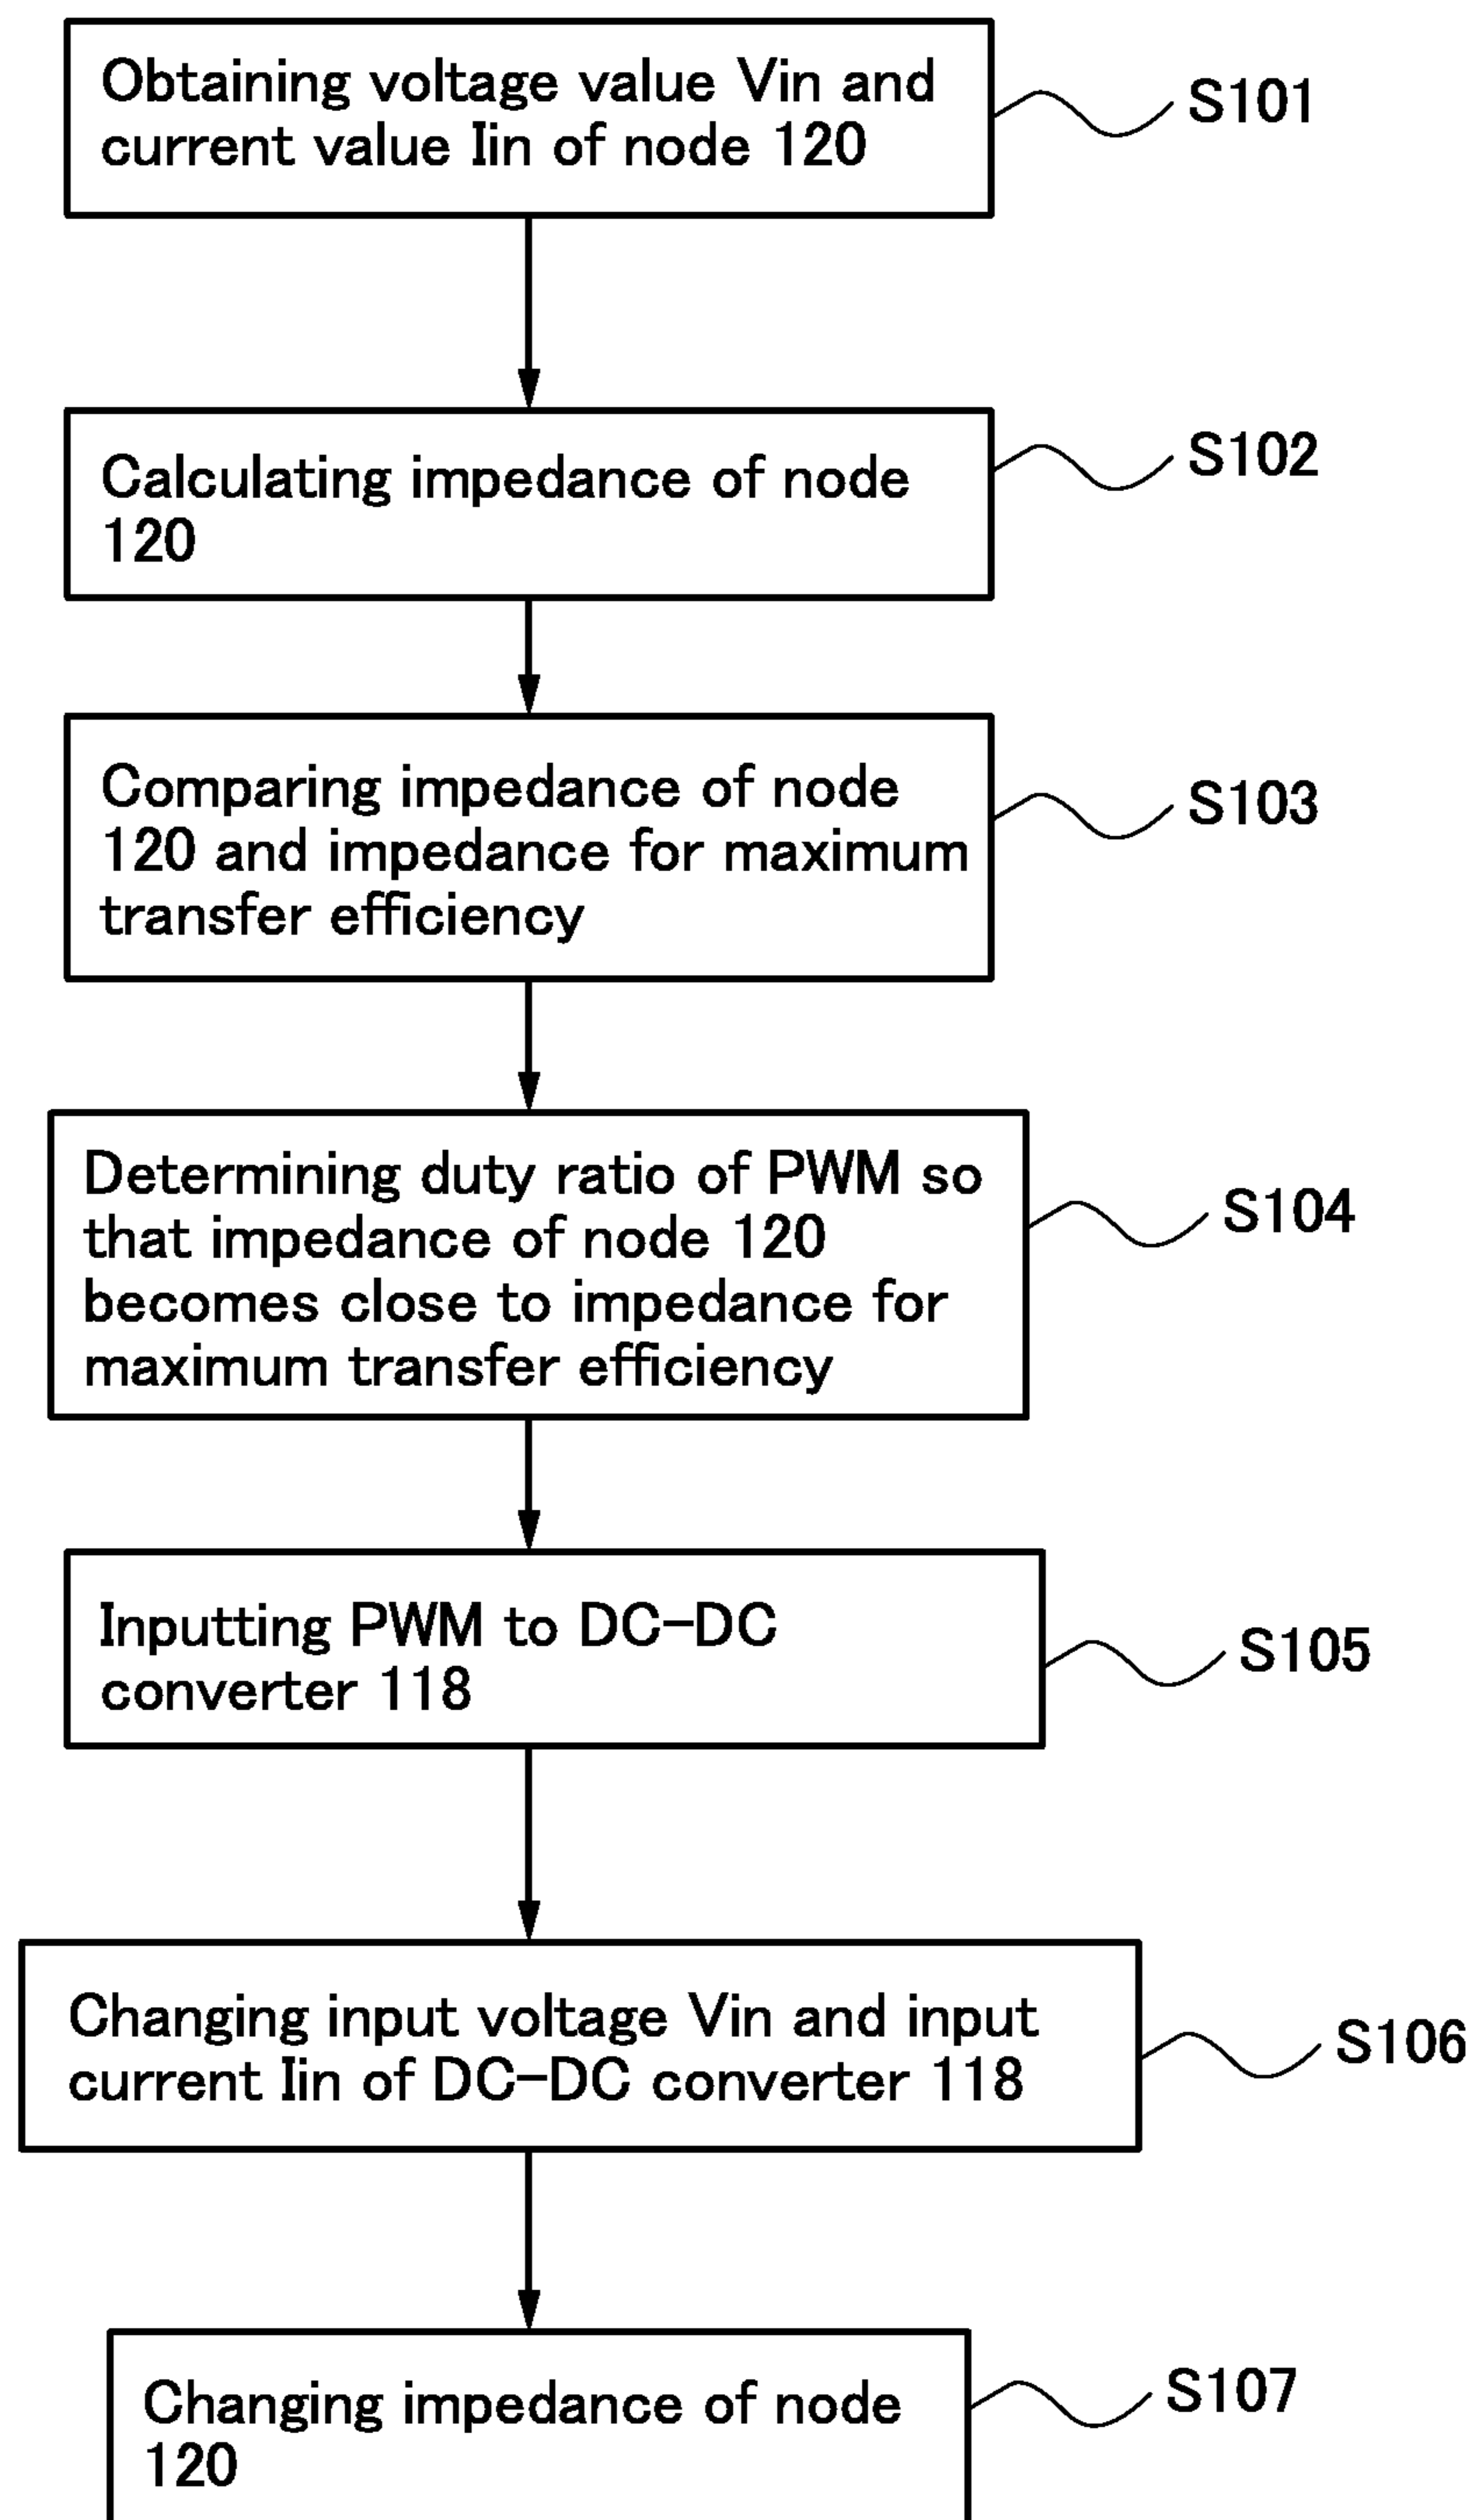 Obtaining voltage value Vin and
current value Iin of node 120
S101
Calculating impedance of node
120
S102
Comparing impedance of node
120 and impedance for maximum
transfer efficiency
S103
Determining duty ratio of PWM so
that impedance of node 120
becomes close to impedance for
maximum transfer efficiency
S104
Inputting PWM to DC-DC
converter 118
S105
Changing input voltage Vin and input
current Iin of DC-DC converter 118
S106
Changing impedance of node
120
S107